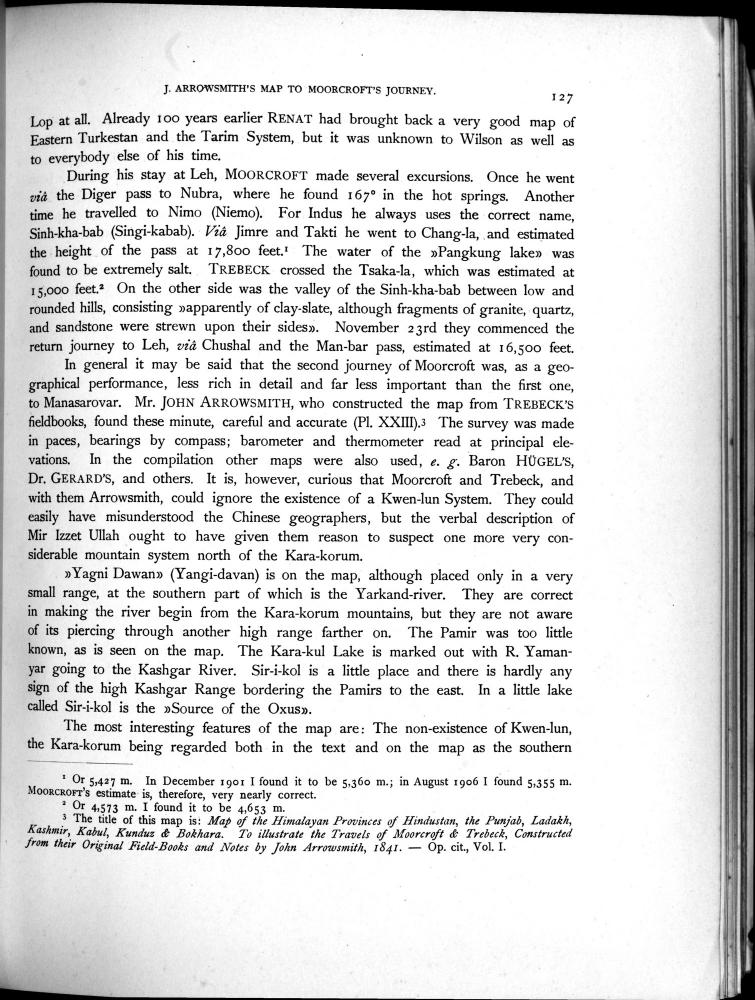 J. ARROWSMITH'S MAP TO MOORCROFT'S JOURNEY.
127
Lop at all. Already 100 years earlier RENAT had brought back a very good map of
Eastern Turkestan and the Tarim System, but it was unknown to Wilson as well as
to everybody else of his time.
During his stay at Leh, MOORCROFT made several excursions. Once he went
viâ the Diger pass to Nubra, where he found 167° in the hot springs. Another
time he travelled to Nimo (Niemo). For Indus he always uses the correct name,
Sinh-kha-bab (Singi-kabab). Viâ Jimre and Takti he went to Chang-la, and estimated
the height of the pass at 17,800 feet.¹ The water of the »Pangkung lake» was
found to be extremely salt. TREBECK crossed the Tsaka-la, which was estimated at
15,000 feet.² On the other side was the valley of the Sinh-kha-bab between low and
rounded hills, consisting »apparently of clay-slate, although fragments of granite, quartz,
and sandstone were strewn upon their sides». November 23rd they commenced the
return journey to Leh, viâ Chushal and the Man-bar pass, estimated at 16,500 feet.
In general it may be said that the second journey of Moorcroft was, as a geo-
graphical performance, less rich in detail and far less important than the first one,
to Manasarovar. Mr. JOHN ARROWSMITH, who constructed the map from TREBECK'S
fieldbooks, found these minute, careful and accurate (Pl. XXIII).³ The survey was made
in paces, bearings by compass; barometer and thermometer read at principal ele-
vations. In the compilation other maps were also used, e. g. Baron HÜGEL'S,
Dr. GERARD'S, and others. It is, however, curious that Moorcroft and Trebeck, and
with them Arrowsmith, could ignore the existence of a Kwen-lun System. They could
easily have misunderstood the Chinese geographers, but the verbal description of
Mir Izzet Ullah ought to have given them reason to suspect one more very con-
siderable mountain system north of the Kara-korum.
»Yagni Dawan» (Yangi-davan) is on the map, although placed only in a very
small range, at the southern part of which is the Yarkand-river. They are correct
in making the river begin from the Kara-korum mountains, but they are not aware
of its piercing through another high range farther on. The Pamir was too little
known, as is seen on the map. The Kara-kul Lake is marked out with R. Yaman-
yar going to the Kashgar River. Sir-i-kol is a little place and there is hardly any
sign of the high Kashgar Range bordering the Pamirs to the east. In a little lake
called Sir-i-kol is the »Source of the Oxus».
The most interesting features of the map are: The non-existence of Kwen-lun,
the Kara-korum being regarded both in the text and on the map as the southern
¹ Or 5,427 m. In December 1901 I found it to be 5,360 m.; in August 1906 I found 5,355 m.
MOORCROFT'S estimate is, therefore, very nearly correct.
² Or 4,573 m. I found it to be 4,653 m.
³ The title of this map is: Map of the Himalayan Provinces of Hindustan, the Punjab, Ladakh,
Kashmir, Kabul, Kunduz & Bokhara. To illustrate the Travels of Moorcroft & Trebeck, Constructed
from their Original Field-Books and Notes by John Arrowsmith, 1841. — Op. cit., Vol. I.